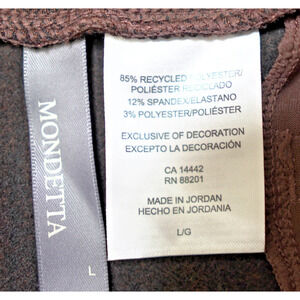 85% RECYCLED POLYESTER/
POLIÉSTER RECICLADO
12% SPANDEX/ELASTANO
3% POLYESTER/POLIÉSTER
EXCLUSIVE OF DECORATION
EXCEPTO LA DECORACIÓN
CA 14442
RN 88201
MADE IN JORDAN
HECHO EN JORDANIA
L/G
MONDETTA
L